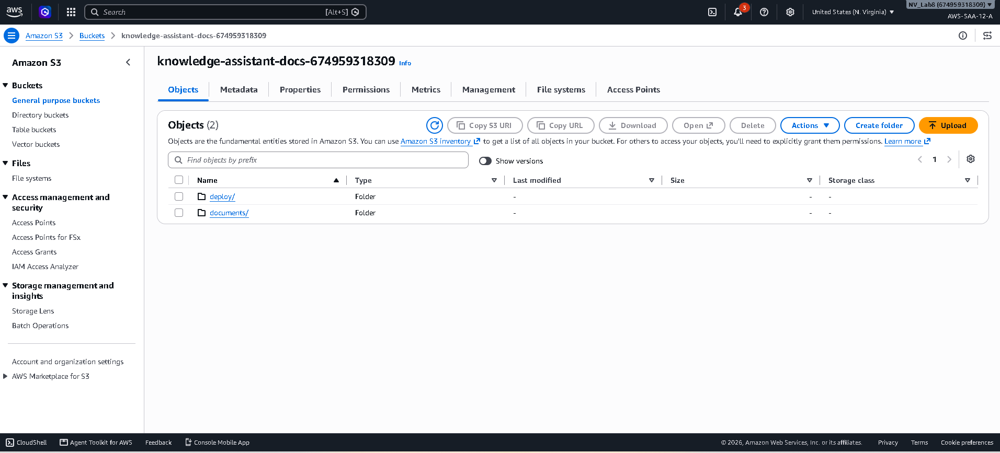 aws
Search [Alt+S]
3
United States (N. Virginia)
NV_Lab8 (674959318309)
AWS-SAA-12-A
Amazon S3 Buckets knowledge-assistant-docs-674959318309
Amazon S3
Buckets
General purpose buckets
Directory buckets
Table buckets
Vector buckets
Files
File systems
Access management and
security
Access Points
Access Points for FSx
Access Grants
IAM Access Analyzer
Storage management and
insights
Storage Lens
Batch Operations
Account and organization settings
AWS Marketplace for S3
knowledge-assistant-docs-674959318309 Info
Objects Metadata Properties Permissions Metrics Management File systems Access Points
Objects (2)
Copy S3 URI Copy URL Download Open Delete Actions Create folder Upload
Objects are the fundamental entities stored in Amazon S3. You can use Amazon S3 inventory to get a list of all objects in your bucket. For others to access your objects, you'll need to explicitly grant them permissions. Learn more
Find objects by prefix Show versions 1
Name Type Last modified Size Storage class
deploy/ Folder - - -
documents/ Folder - - -
CloudShell Agent Toolkit for AWS Feedback Console Mobile App © 2026, Amazon Web Services, Inc. or its affiliates. Privacy Terms Cookie preferences